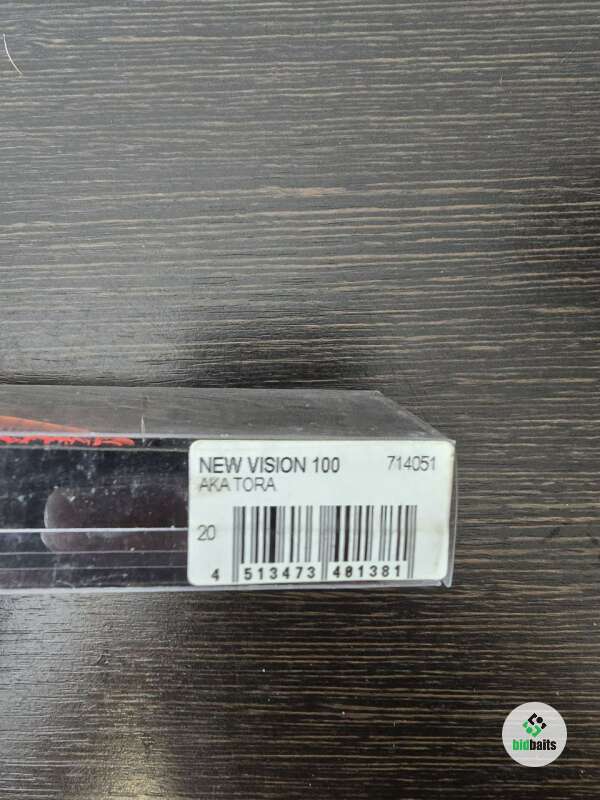 NEW VISION 100 714051
AKA TORA
20
4 513473 401381
bidbaits